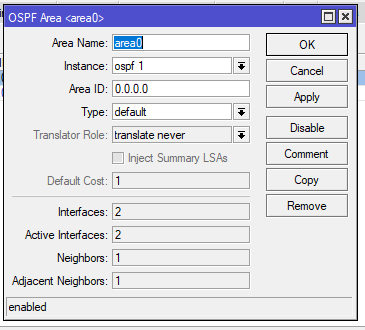 OSPF Area <area0>
Area Name: area0
OK
Instance: ospf 1
Cancel
Area ID: 0.0.0.0
Apply
Type: default
Disable
Translator Role: translate never
Inject Summary LSAs
Comment
Default Cost: 1
Copy
Interfaces: 2
Remove
Active Interfaces: 2
Neighbors: 1
Adjacent Neighbors: 1
enabled